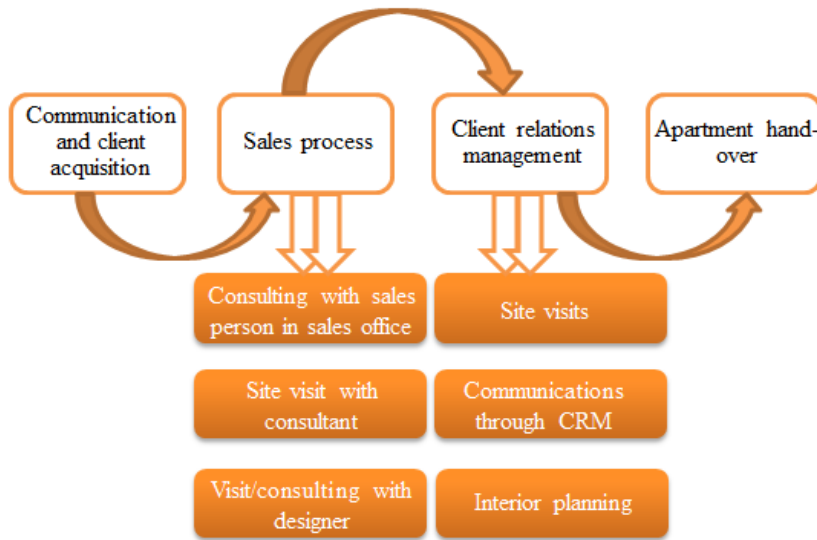 Communication
and client
acquisition
Sales process
Client relations
management
Apartment hand-
over
Consulting with sales
person in sales office
Site visits
Site visit with
consultant
Communications
through CRM
Visit/consulting with
designer
Interior planning